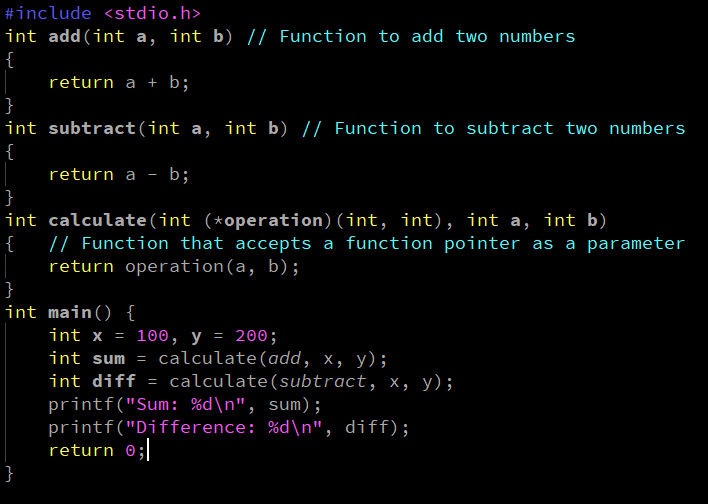 #include <stdio.h>
int add(int a, int b) // Function to add two numbers
{
    return a + b;
}
int subtract(int a, int b) // Function to subtract two numbers
{
    return a - b;
}
int calculate(int (*operation)(int, int), int a, int b)
{   // Function that accepts a function pointer as a parameter
    return operation(a, b);
}
int main() {
    int x = 100, y = 200;
    int sum = calculate(add, x, y);
    int diff = calculate(subtract, x, y);
    printf("Sum: %d\n", sum);
    printf("Difference: %d\n", diff);
    return 0;
}